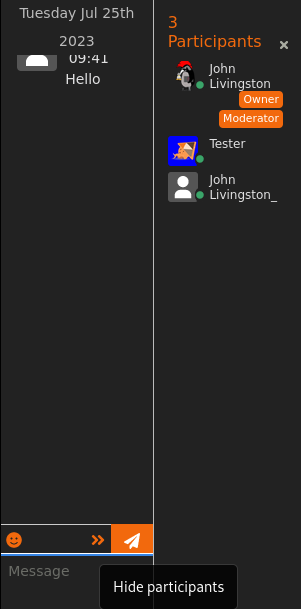 Tuesday Jul 25th
2023
09:41
Hello
Message
3
Participants
×
John
Livingston
Owner
Moderator
Tester
John
Livingston_
Hide participants